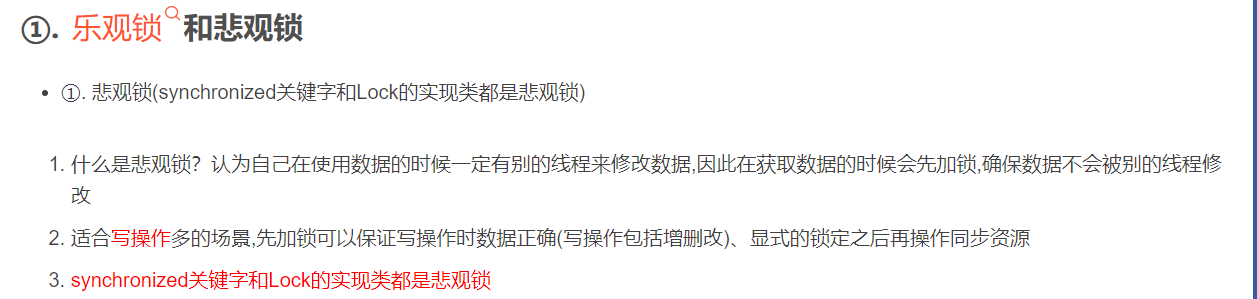 ①. 乐观锁和悲观锁
• ①. 悲观锁(synchronized关键字和Lock的实现类都是悲观锁)
1. 什么是悲观锁？认为自己在使用数据的时候一定有别的线程来修改数据,因此在获取数据的时候会先加锁,确保数据不会被别的线程修
改
2. 适合写操作多的场景,先加锁可以保证写操作时数据正确(写操作包括增删改)、显式的锁定之后再操作同步资源
3. synchronized关键字和Lock的实现类都是悲观锁